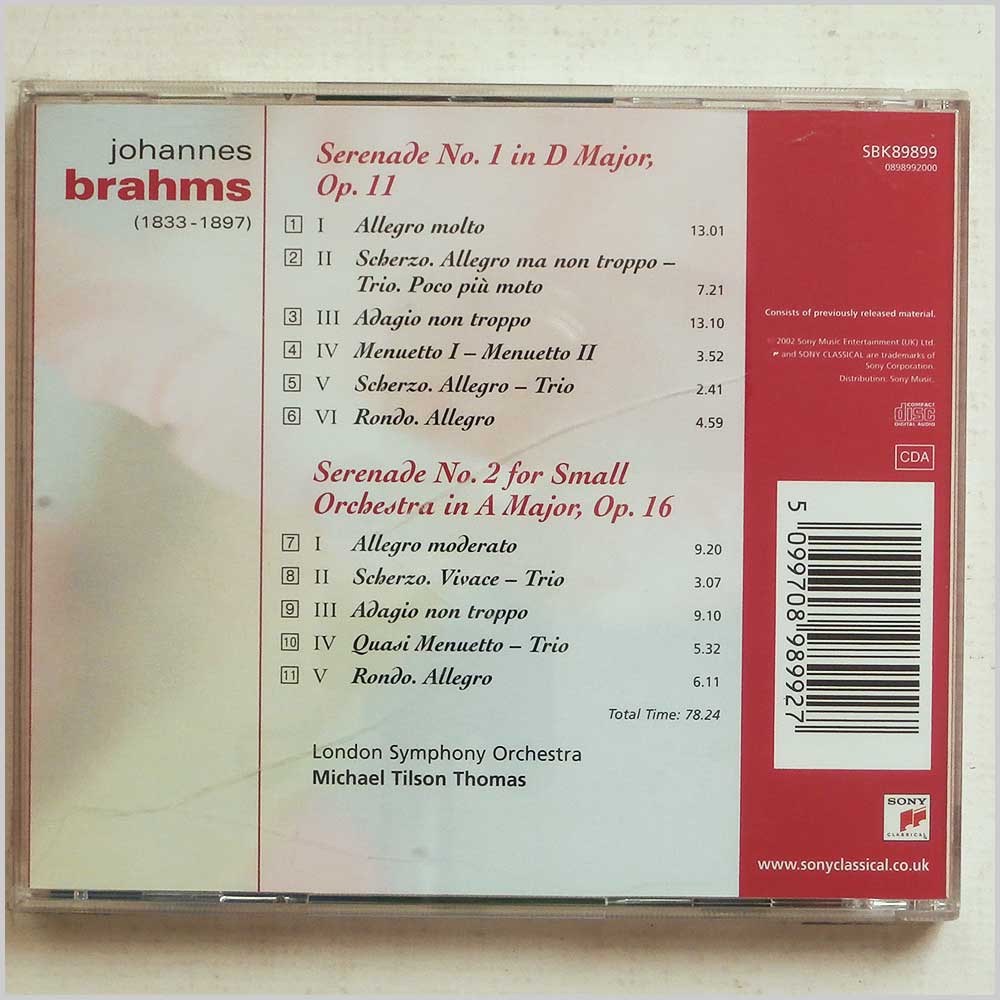 johannes
brahms
(1833-1897)
Serenade No. 1 in D Major,
Op. 11
1 I Allegro molto 13.01
2 II Scherzo. Allegro ma non troppo –
Trio. Poco più moto 7.21
3 III Adagio non troppo 13.10
4 IV Menuetto I – Menuetto II 3.52
5 V Scherzo. Allegro – Trio 2.41
6 VI Rondo. Allegro 4.59
Serenade No. 2 for Small
Orchestra in A Major, Op. 16
7 I Allegro moderato 9.20
8 II Scherzo. Vivace – Trio 3.07
9 III Adagio non troppo 9.10
10 IV Quasi Menuetto – Trio 5.32
11 V Rondo. Allegro 6.11
Total Time: 78.24
London Symphony Orchestra
Michael Tilson Thomas
SBK89899
0898992000
Consists of previously released material.
℗ 2002 Sony Music Entertainment (UK) Ltd.
and SONY CLASSICAL are trademarks of
Sony Corporation.
Distribution: Sony Music.
COMPACT
disc
DIGITAL AUDIO
CDA
5 099708 989927
SONY
CLASSICAL
www.sonyclassical.co.uk